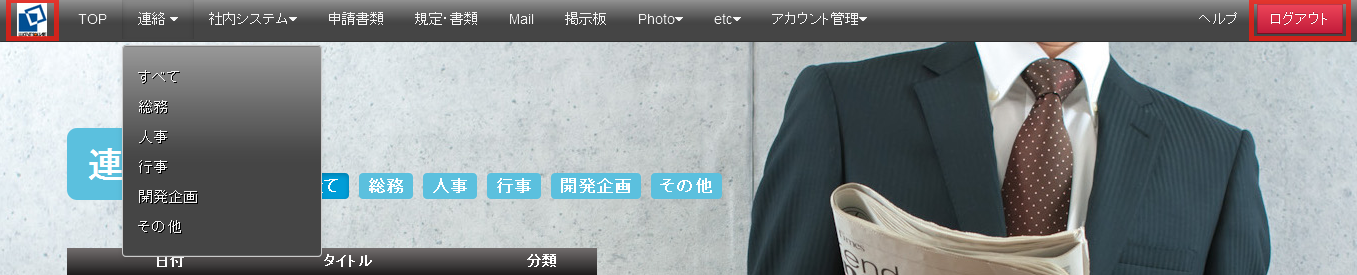 TOP 連絡 社内システム 申請書類 規定・書類 Mail 掲示板 Photo etc アカウント管理 ヘルプ ログアウト
すべて
総務
人事
行事
開発企画
その他
連
て 総務 人事 行事 開発企画 その他
日付 タイトル 分類
Times